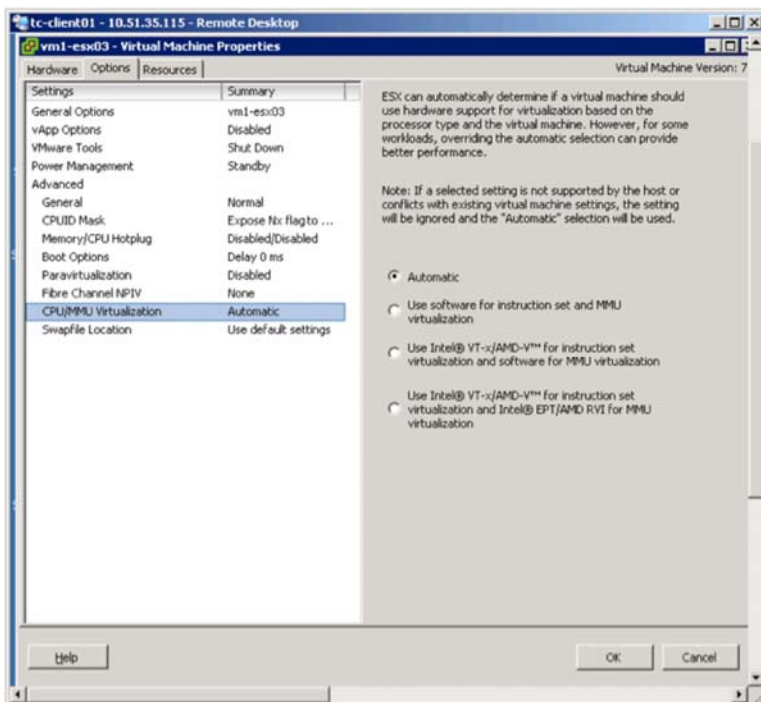 tc-client01 - 10.51.35.115 - Remote Desktop
vm1-esx03 - Virtual Machine Properties
Hardware Options Resources Virtual Machine Version: 7
Settings Summary
General Options vm1-esx03
vApp Options Disabled
VMware Tools Shut Down
Power Management Standby
Advanced
General Normal
CPUID Mask Expose Nx flag to ...
Memory/CPU Hotplug Disabled/Disabled
Boot Options Delay 0 ms
Paravirtualization Disabled
Fibre Channel NPIV None
CPU/MMU Virtualization Automatic
Swapfile Location Use default settings
ESX can automatically determine if a virtual machine should
use hardware support for virtualization based on the
processor type and the virtual machine. However, for some
workloads, overriding the automatic selection can provide
better performance.
Note: If a selected setting is not supported by the host or
conflicts with existing virtual machine settings, the setting
will be ignored and the "Automatic" selection will be used.
Automatic
Use software for instruction set and MMU
virtualization
Use Intel® VT-x/AMD-V™ for instruction set
virtualization and software for MMU virtualization
Use Intel® VT-x/AMD-V™ for instruction set
virtualization and Intel® EPT/AMD RVI for MMU
virtualization
Help OK Cancel